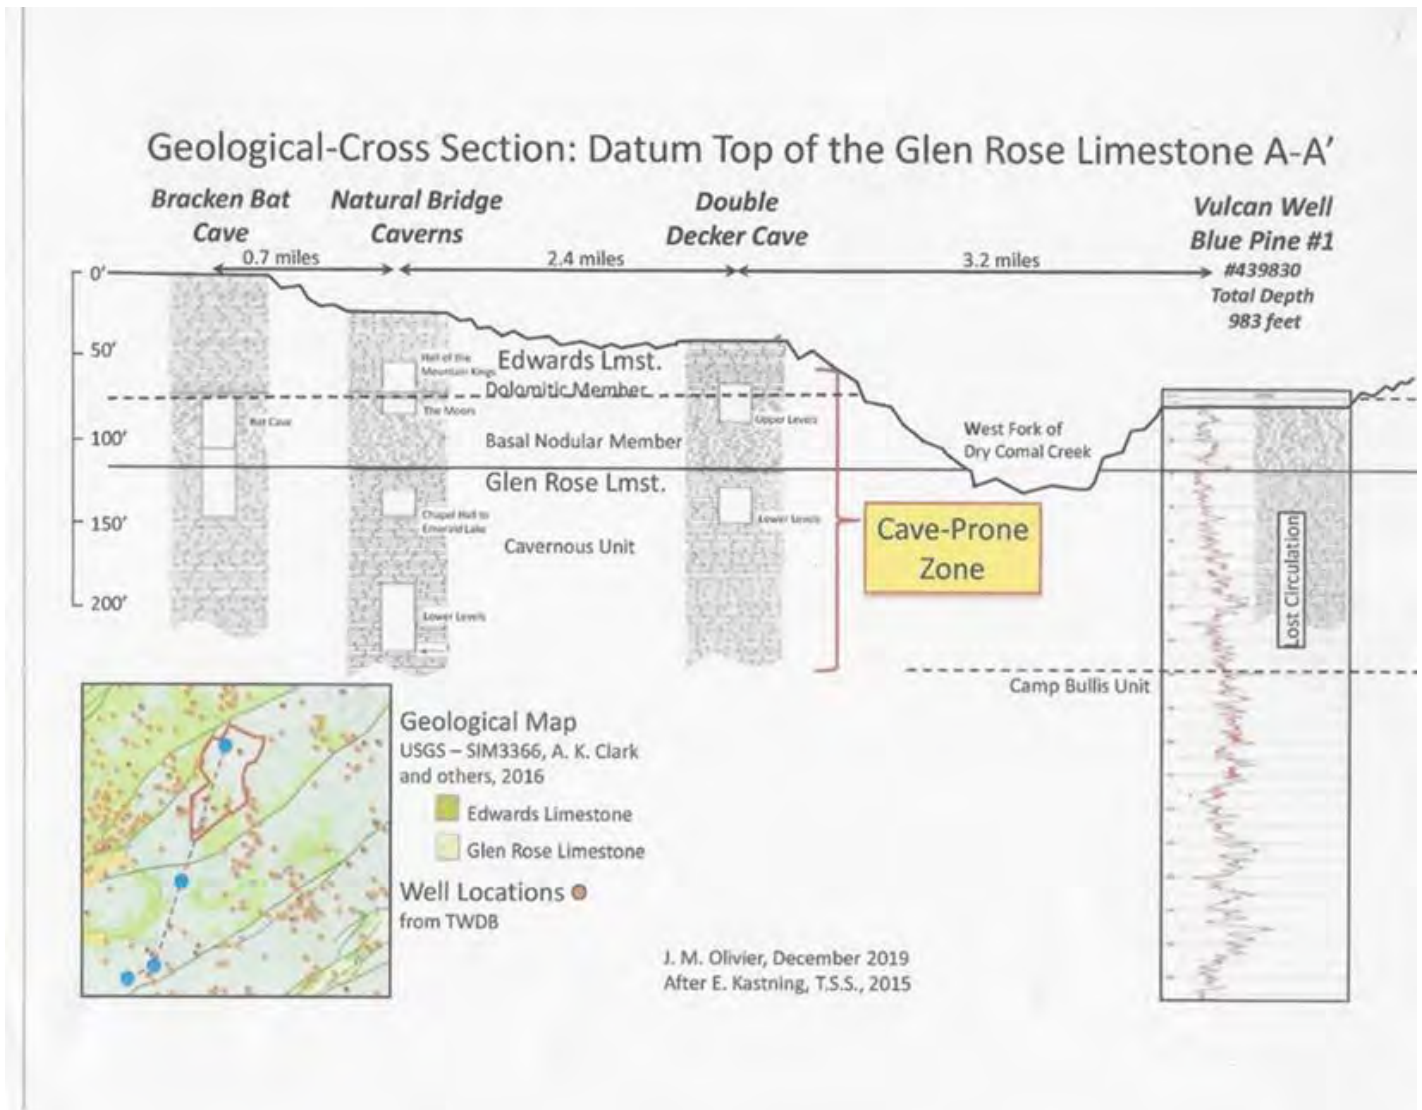 Geological-Cross Section: Datum Top of the Glen Rose Limestone A-A’
Bracken Bat
Cave
Natural Bridge
Caverns
Double
Decker Cave
Vulcan Well
Blue Pine #1
#439830
Total Depth
983 feet
0.7 miles
2.4 miles
3.2 miles
0’
50’
100’
150’
200’
Hall of the
Mountain Kings
Edwards Lmst.
Dolomitic Member
The Moors
Bat Cave
Basal Nodular Member
Upper Levels
West Fork of
Dry Comal Creek
Glen Rose Lmst.
Chapel Hall to
Emerald Lake
Lower Levels
Cavernous Unit
Cave-Prone
Zone
Lost Circulation
Lower Levels
Camp Bullis Unit
Geological Map
USGS – SIM3366, A. K. Clark
and others, 2016
Edwards Limestone
Glen Rose Limestone
Well Locations
from TWDB
J. M. Olivier, December 2019
After E. Kastning, T.S.S., 2015